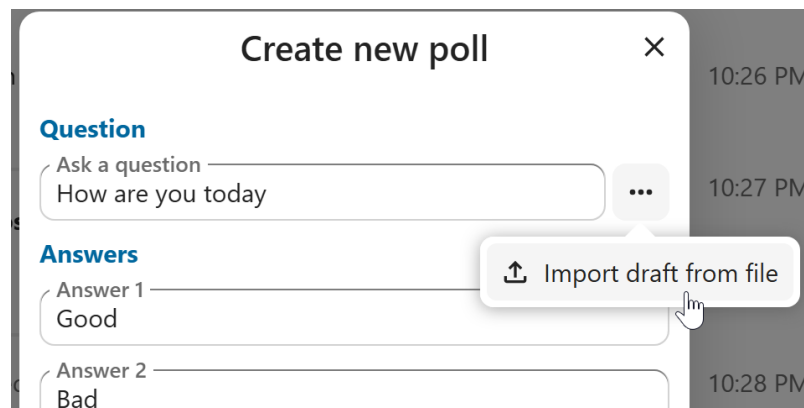 Create new poll
10:26 PM
Question
Ask a question
How are you today
10:27 PM
Answers
Import draft from file
Answer 1
Good
Answer 2
Bad
10:28 PM